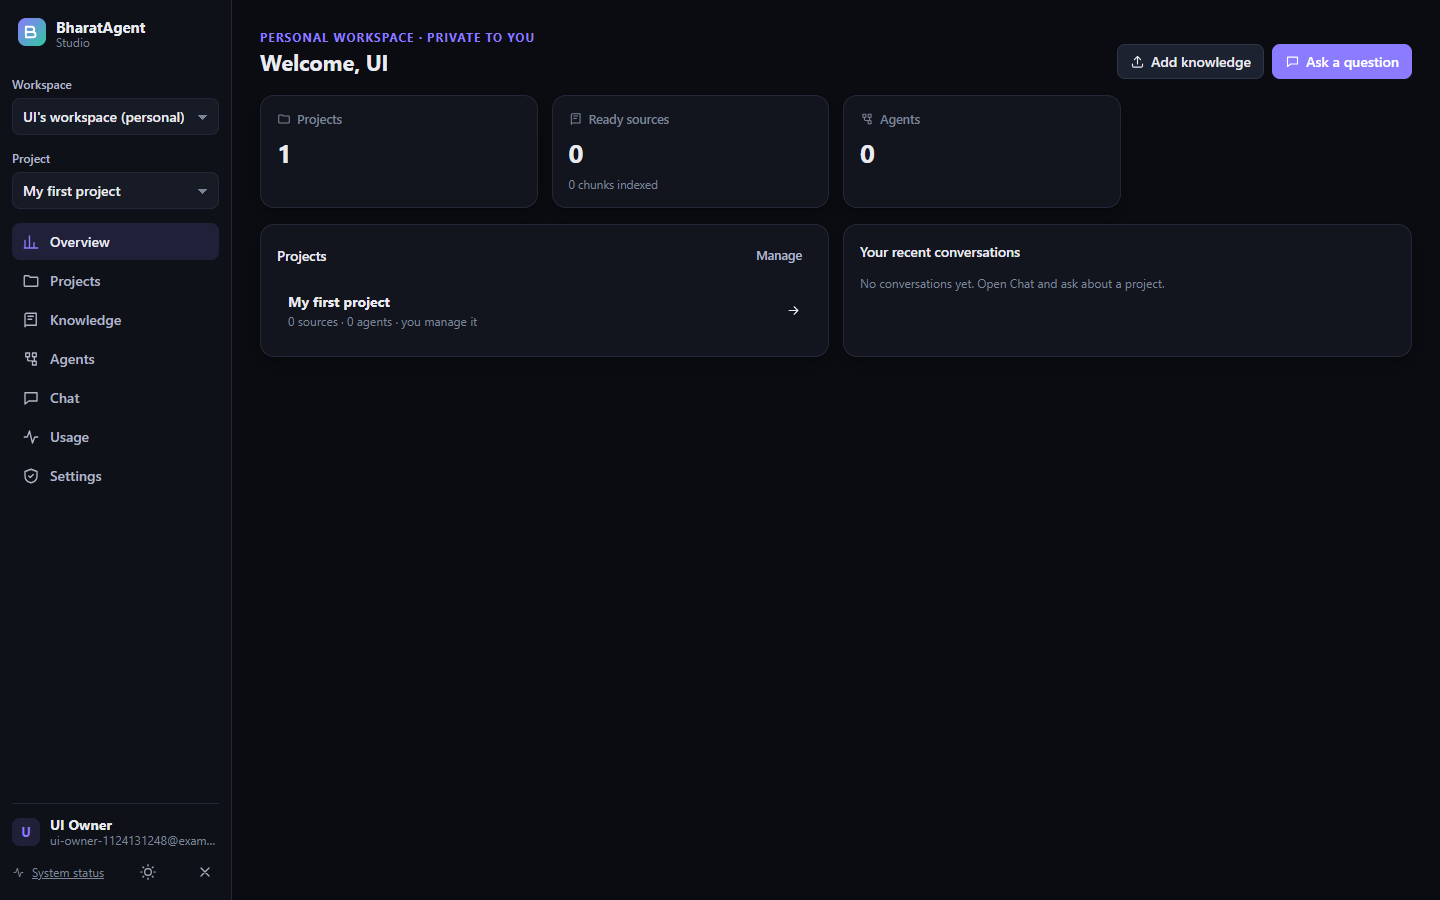 BharatAgent
Studio
Workspace
UI's workspace (personal)
Project
My first project
Overview
Projects
Knowledge
Agents
Chat
Usage
Settings
UI Owner
ui-owner-1124131248@exam...
System status
PERSONAL WORKSPACE · PRIVATE TO YOU
Welcome, UI
Add knowledge
Ask a question
Projects
1
Ready sources
0
0 chunks indexed
Agents
0
Projects
Manage
My first project
0 sources · 0 agents · you manage it
Your recent conversations
No conversations yet. Open Chat and ask about a project.
B
U